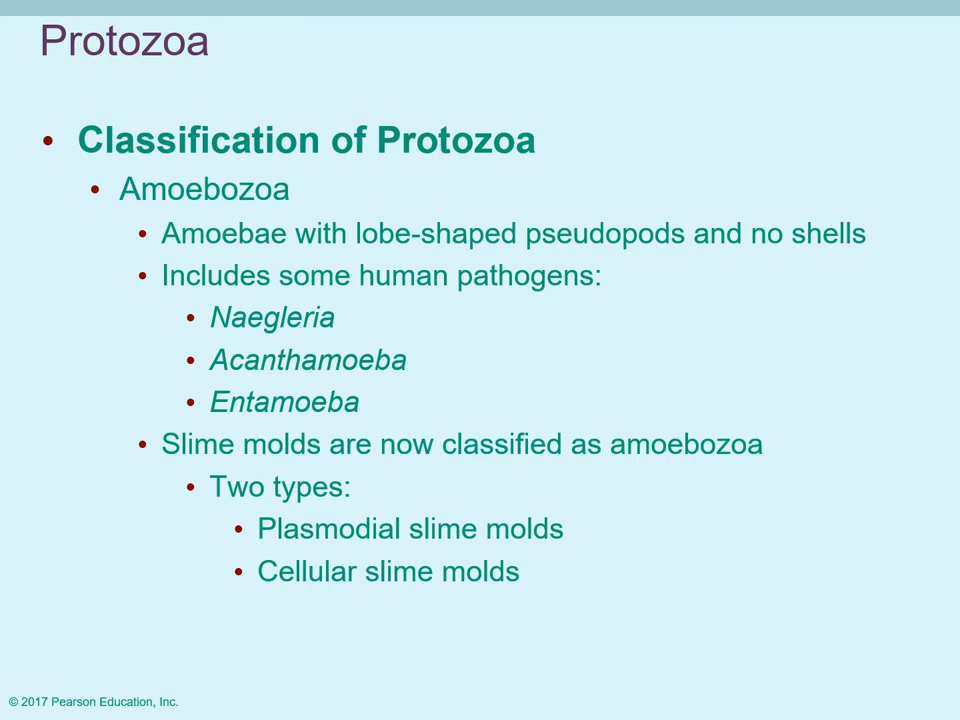 Protozoa
• Classification of Protozoa
• Amoebozoa
• Amoebae with lobe-shaped pseudopods and no shells
• Includes some human pathogens:
• Naegleria
• Acanthamoeba
• Entamoeba
• Slime molds are now classified as amoebozoa
• Two types:
• Plasmodial slime molds
• Cellular slime molds
© 2017 Pearson Education, Inc.